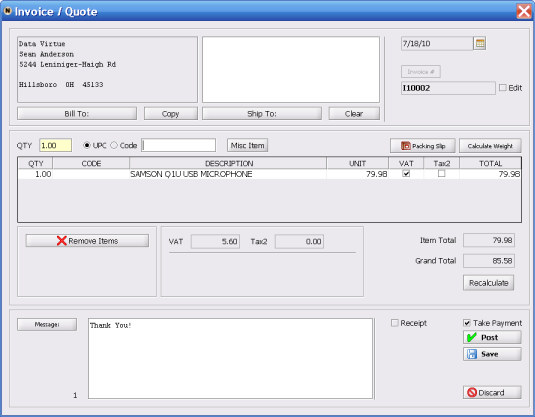 Invoice / Quote
Data Virtue
Sean Anderson
5244 Leniniger-Haigh Rd
Hillsboro OH 45133
Bill To:
Copy
Ship To:
Clear
7/18/10
Invoice #
I10002
Edit
QTY 1.00 UPC Code Misc Item Packing Slip Calculate Weight
QTY CODE DESCRIPTION UNIT VAT Tax2 TOTAL
1.00 SAMSON Q1U USB MICROPHONE 79.98 79.98
Remove Items
VAT 5.60 Tax2 0.00
Item Total 79.98
Grand Total 85.58
Recalculate
Message:
Thank You!
1
Receipt
Take Payment
Post
Save
Discard